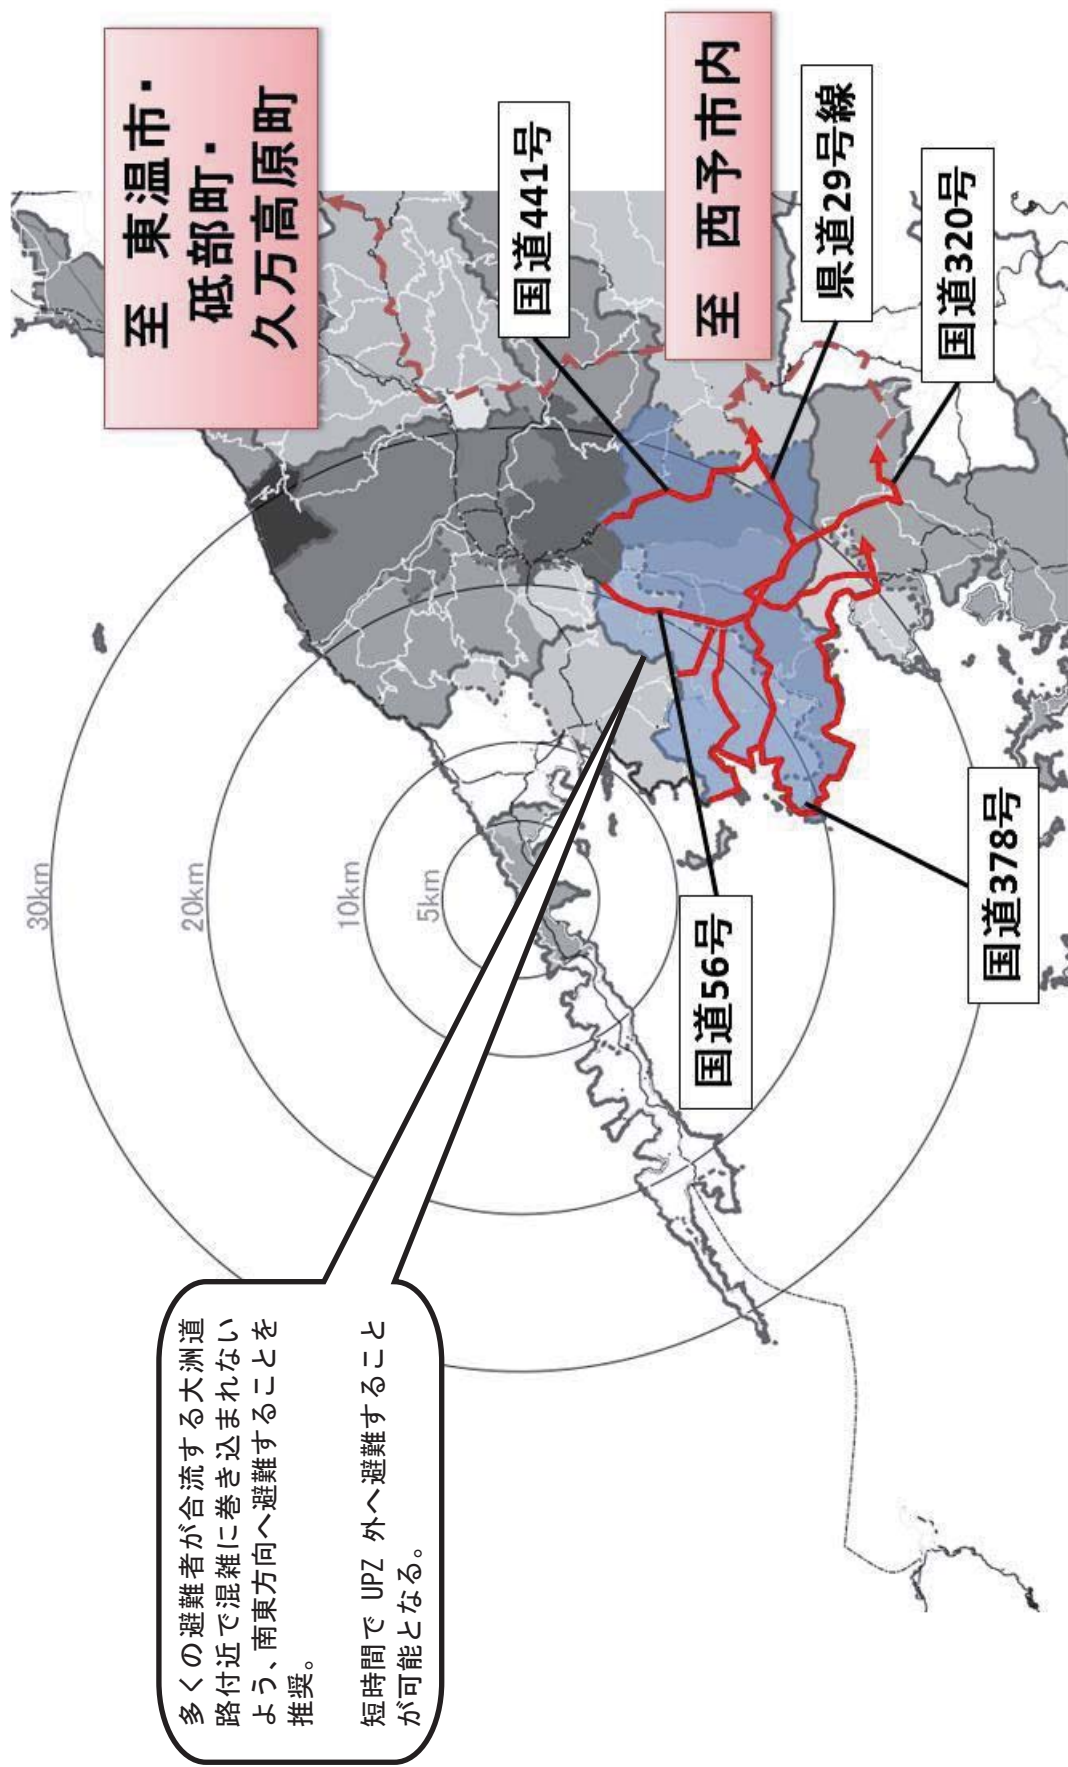 多くの避難者が合流する大洲道
路付近で混雑に巻き込まれない
よう、南東方向へ避難することを
推奨。
短時間で UPZ 外へ避難すること
が可能となる。
30km
20km
10km
5km
至 東温市・
砥部町・
久万高原町
国道441号
至 西予市内
県道29号線
国道320号
国道56号
国道378号